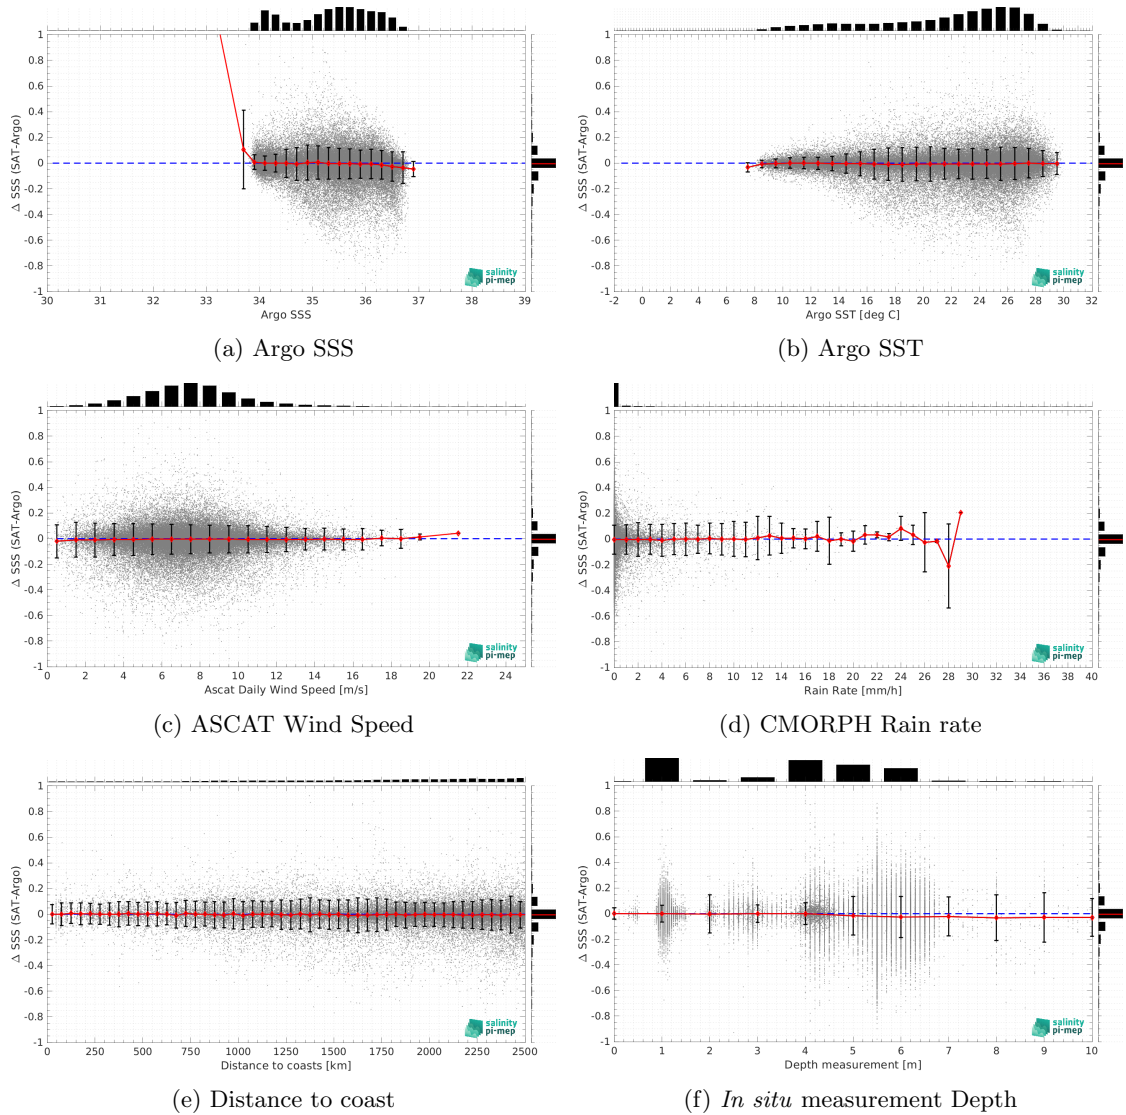 1
0.8
0.6
0.4
0.2
0
-0.2
-0.4
-0.6
-0.8
-1
Δ SSS (SAT-Argo)
30 31 32 33 34 35 36 37 38 39
Argo SSS
salinity
pi-mep
(a) Argo SSS
1
0.8
0.6
0.4
0.2
0
-0.2
-0.4
-0.6
-0.8
-1
Δ SSS (SAT-Argo)
-2 0 2 4 6 8 10 12 14 16 18 20 22 24 26 28 30 32
Argo SST [deg C]
salinity
pi-mep
(b) Argo SST
1
0.8
0.6
0.4
0.2
0
-0.2
-0.4
-0.6
-0.8
-1
Δ SSS (SAT-Argo)
0 2 4 6 8 10 12 14 16 18 20 22 24
Ascat Daily Wind Speed [m/s]
salinity
pi-mep
(c) ASCAT Wind Speed
1
0.8
0.6
0.4
0.2
0
-0.2
-0.4
-0.6
-0.8
-1
Δ SSS (SAT-Argo)
0 2 4 6 8 10 12 14 16 18 20 22 24 26 28 30 32 34 36 38 40
Rain Rate [mm/h]
salinity
pi-mep
(d) CMORPH Rain rate
1
0.8
0.6
0.4
0.2
0
-0.2
-0.4
-0.6
-0.8
-1
Δ SSS (SAT-Argo)
0 250 500 750 1000 1250 1500 1750 2000 2250 2500
Distance to coasts [km]
salinity
pi-mep
(e) Distance to coast
1
0.8
0.6
0.4
0.2
0
-0.2
-0.4
-0.6
-0.8
-1
Δ SSS (SAT-Argo)
0 1 2 3 4 5 6 7 8 9 10
Depth measurement [m]
salinity
pi-mep
(f) In situ measurement Depth